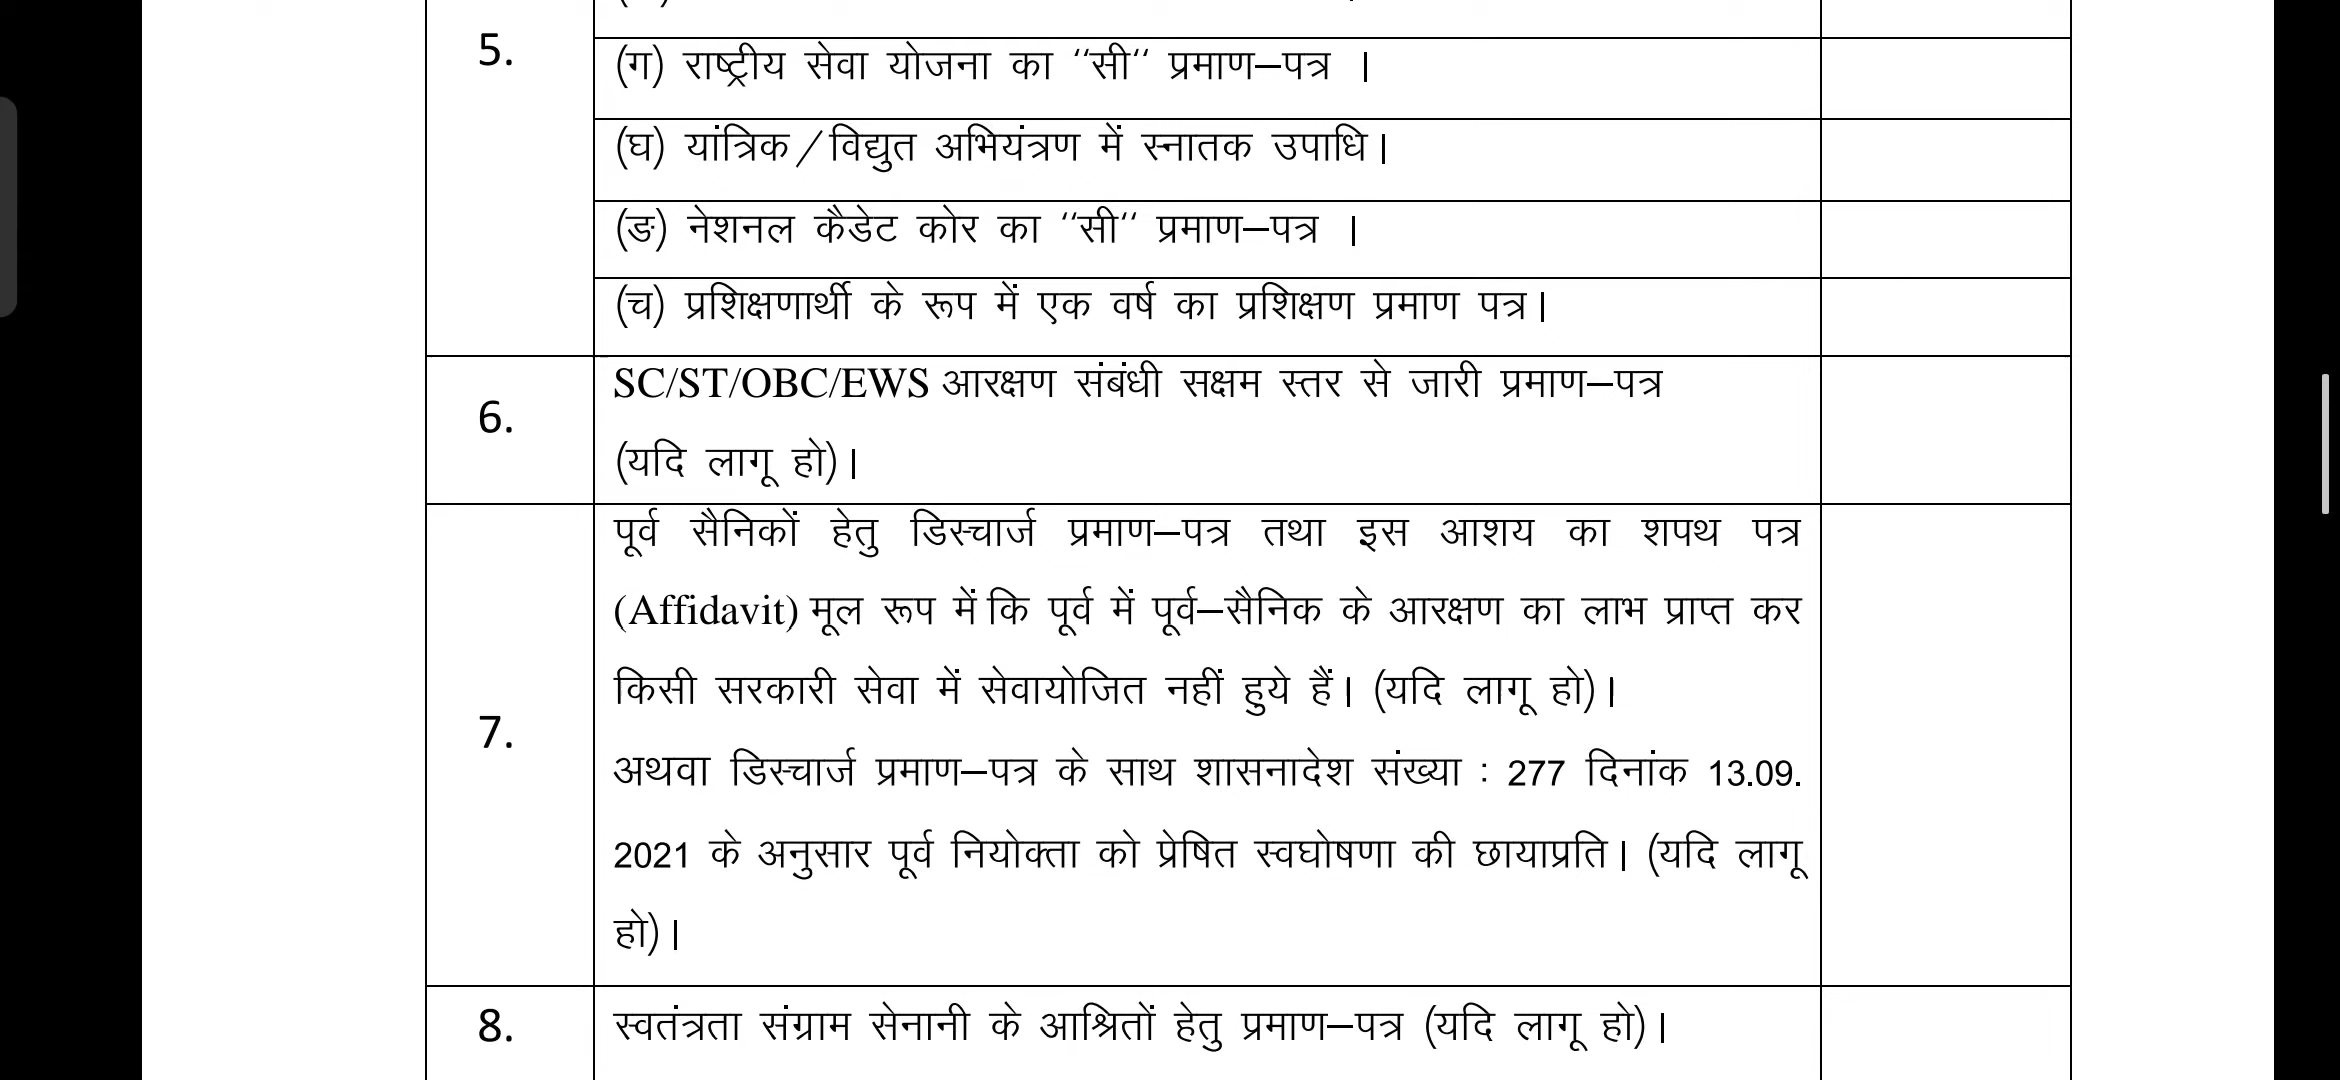 5.
(ग) राष्ट्रीय सेवा योजना का ‘‘सी‘‘ प्रमाण–पत्र ।
(घ) यांत्रिक/विद्युत अभियंत्रण में स्नातक उपाधि।
(ङ) नेशनल कैडेट कोर का ‘‘सी‘‘ प्रमाण–पत्र ।
(च) प्रशिक्षणार्थी के रूप में एक वर्ष का प्रशिक्षण प्रमाण पत्र।
6.
SC/ST/OBC/EWS आरक्षण संबंधी सक्षम स्तर से जारी प्रमाण–पत्र
(यदि लागू हो)।
7.
पूर्व सैनिकों हेतु डिस्चार्ज प्रमाण–पत्र तथा इस आशय का शपथ पत्र
(Affidavit) मूल रूप में कि पूर्व में पूर्व–सैनिक के आरक्षण का लाभ प्राप्त कर
किसी सरकारी सेवा में सेवायोजित नहीं हुये हैं। (यदि लागू हो)।
अथवा डिस्चार्ज प्रमाण–पत्र के साथ शासनादेश संख्या : 277 दिनांक 13.09.
2021 के अनुसार पूर्व नियोक्ता को प्रेषित स्वघोषणा की छायाप्रति। (यदि लागू
हो)।
8.
स्वतंत्रता संग्राम सेनानी के आश्रितों हेतु प्रमाण–पत्र (यदि लागू हो)।